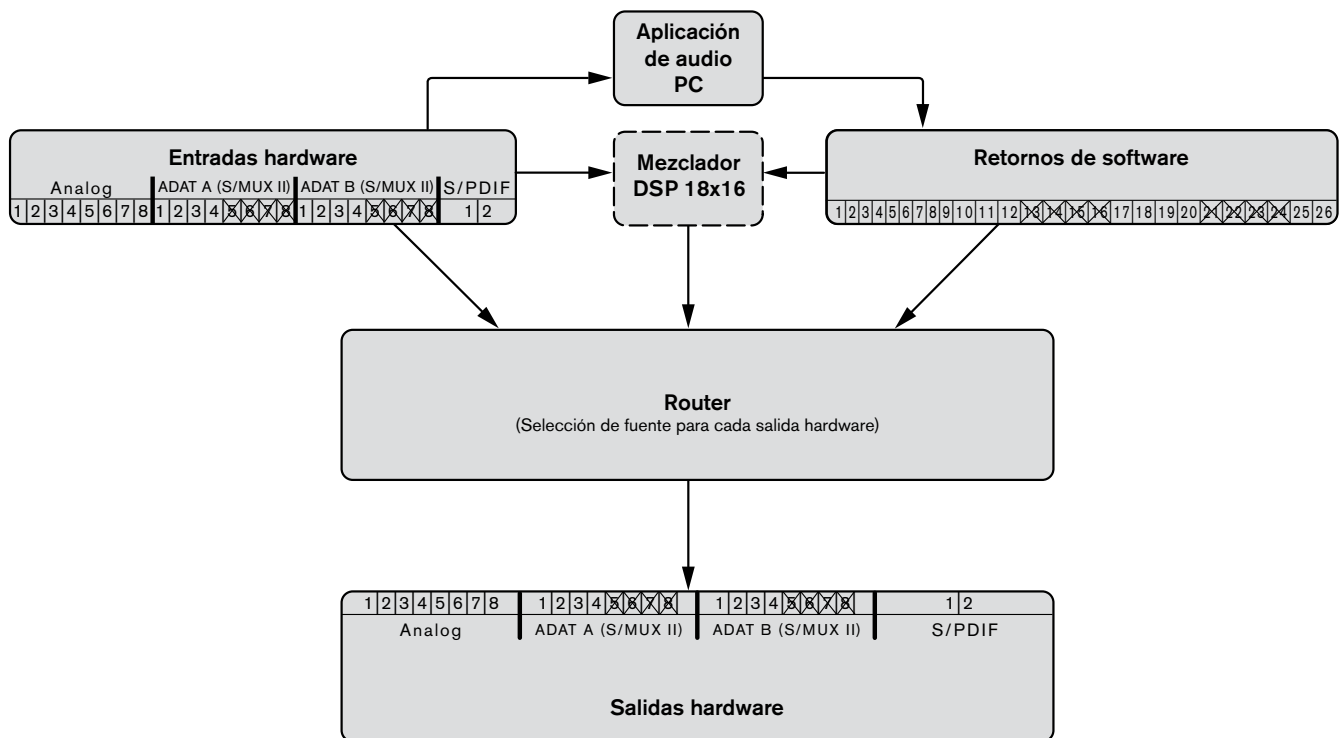 Aplicación
de audio
PC
Entradas hardware
Analog
ADAT A (S/MUX II)
ADAT B (S/MUX II)
S/PDIF
1 2 3 4 5 6 7 8
1 2 3 4 5 6 7 8
1 2 3 4 5 6 7 8
1 2
Mezclador
DSP 18x16
Retornos de software
1 2 3 4 5 6 7 8 9 10 11 12 13 14 15 16 17 18 19 20 21 22 23 24 25 26
Router
(Selección de fuente para cada salida hardware)
1 2 3 4 5 6 7 8
1 2 3 4 5 6 7 8
1 2 3 4 5 6 7 8
1 2
Analog
ADAT A (S/MUX II)
ADAT B (S/MUX II)
S/PDIF
Salidas hardware